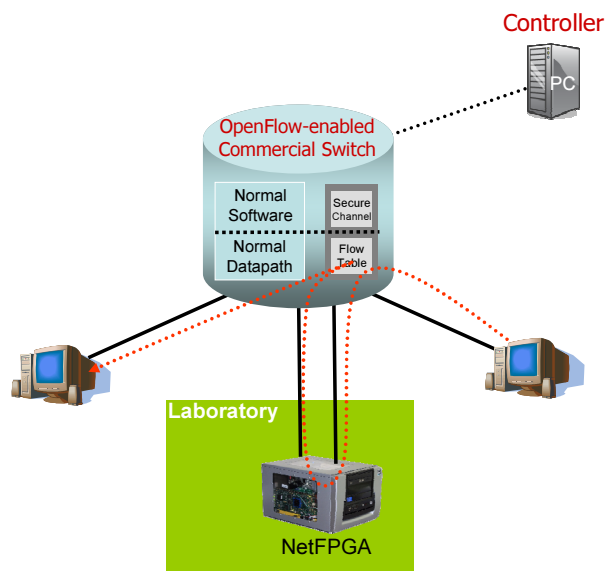 Controller
PC
OpenFlow-enabled
Commercial Switch
Normal
Software
Secure
Channel
Normal
Datapath
Flow
Table
Laboratory
NetFPGA